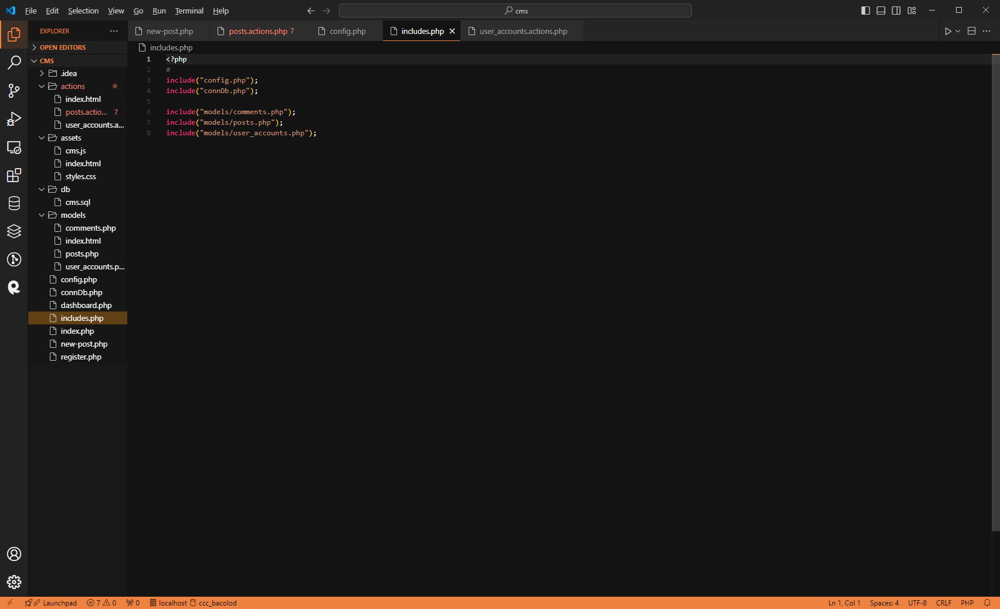 File Edit Selection View Go Run Terminal Help
cms
EXPLORER
new-post.php
posts.actions.php 7
config.php
includes.php
user_accounts.actions.php
OPEN EDITORS
CMS
.idea
actions
index.html
posts.actio... 7
user_accounts.a...
assets
cms.js
index.html
styles.css
db
cms.sql
models
comments.php
index.html
posts.php
user_accounts.p...
config.php
connDb.php
dashboard.php
includes.php
index.php
new-post.php
register.php
includes.php
1 <?php
2 #
3 include("config.php");
4 include("connDb.php");
5
6 include("models/comments.php");
7 include("models/posts.php");
8 include("models/user_accounts.php");
Launchpad 7 0 0 localhost ccc_bacolod Ln 1, Col 1 Spaces: 4 UTF-8 CRLF PHP